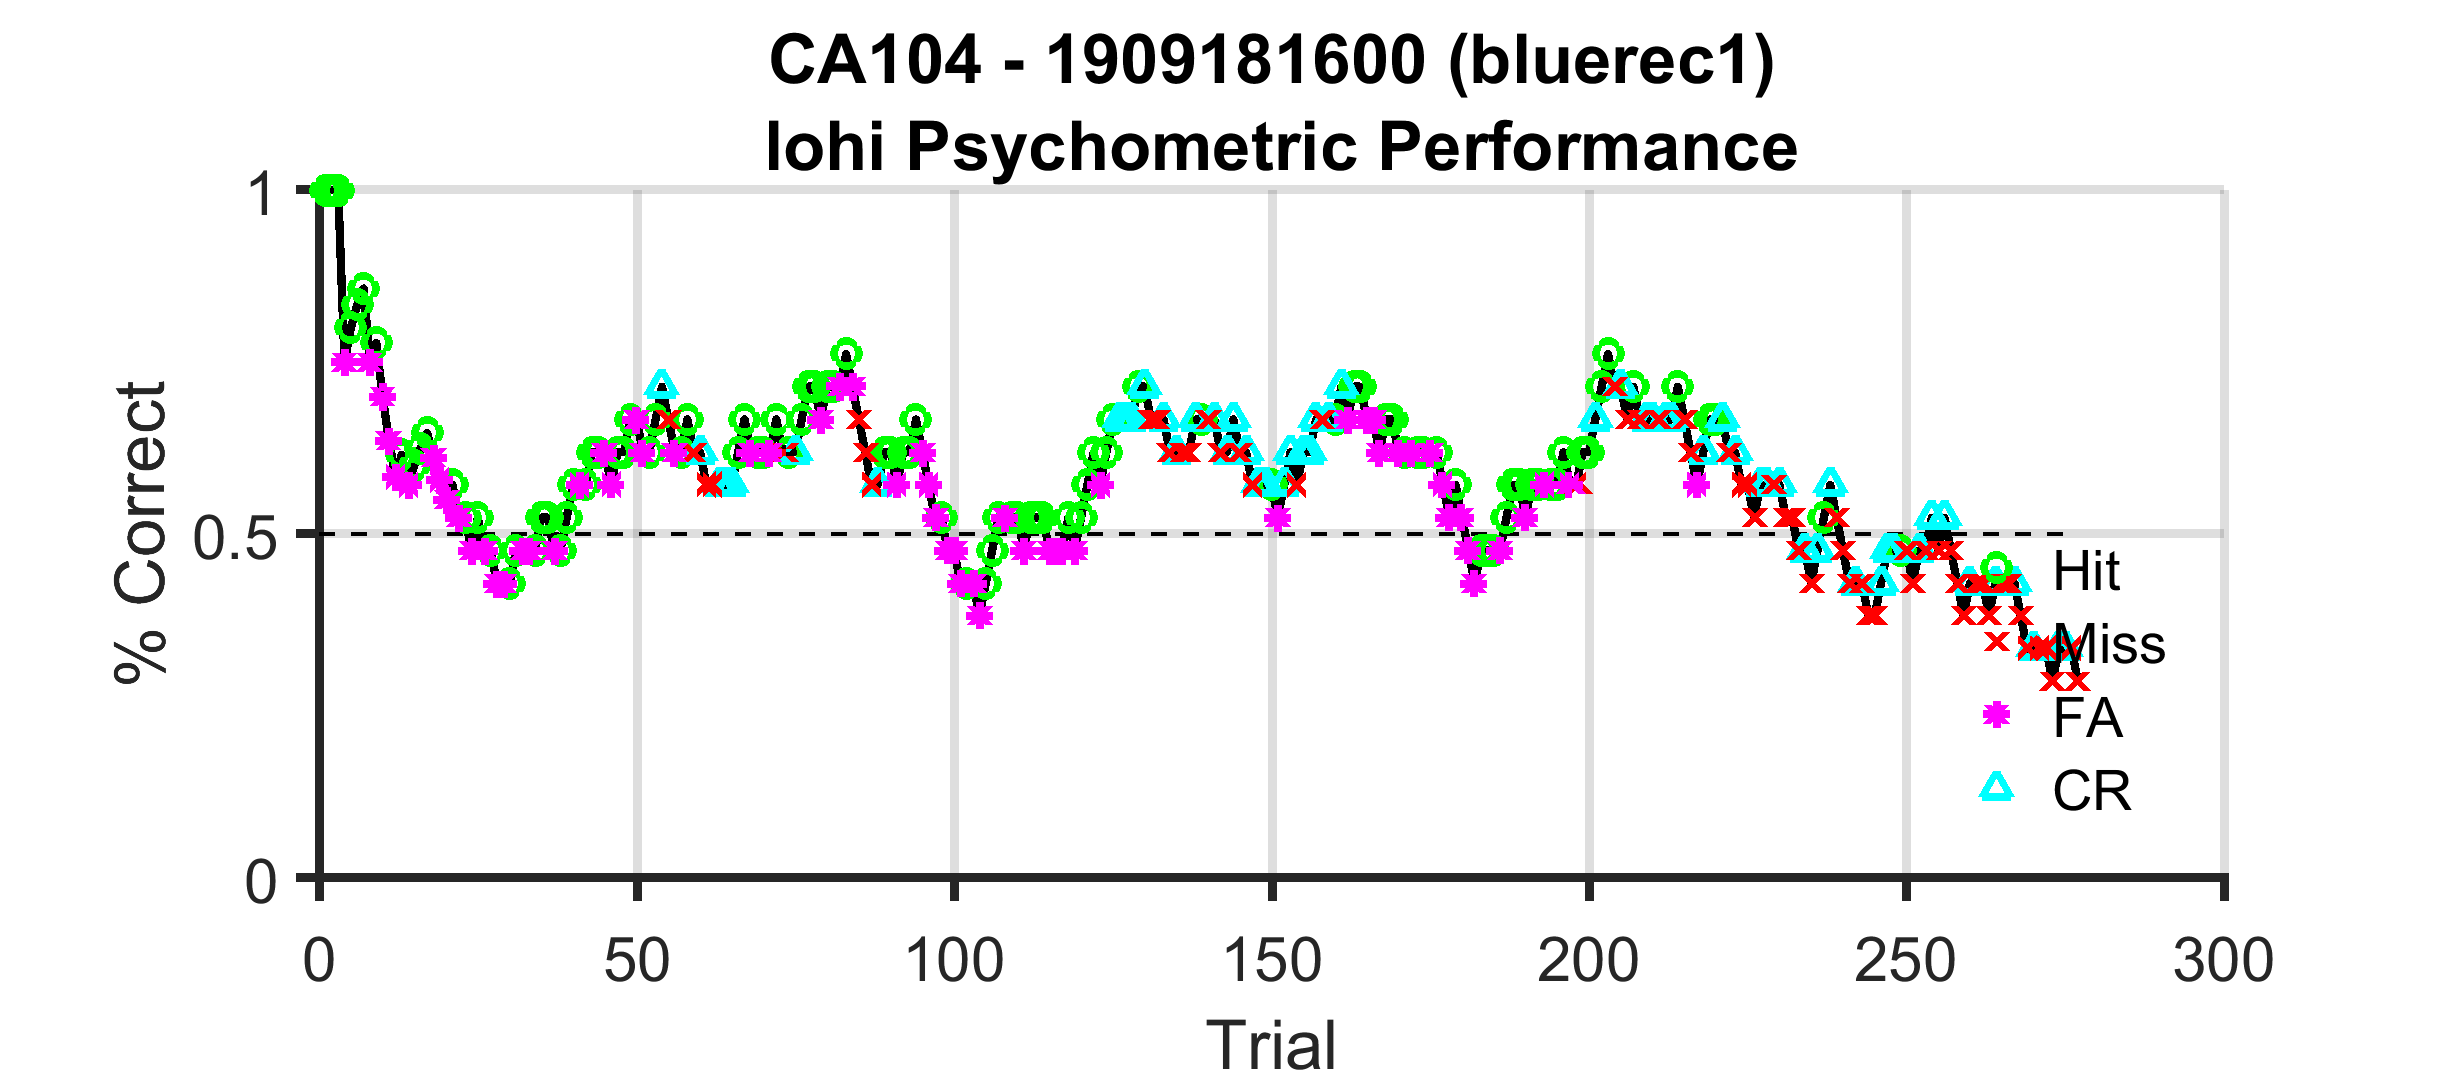 CA104 - 1909181600 (bluerec1)
lohi Psychometric Performance
1
0.5
0
% Correct
Hit
Miss
FA
CR
0 50 100 150 200 250 300
Trial